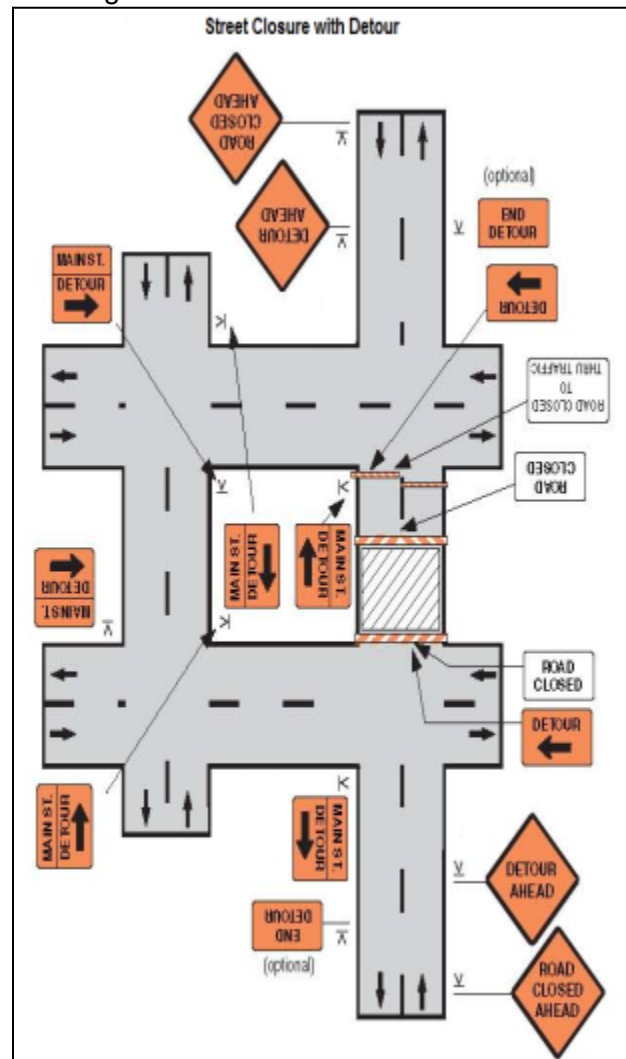 Street Closure with Detour
ROAD
CLOSED
AHEAD
DETOUR
AHEAD
(optional)
END
DETOUR
MAIN ST.
DETOUR
DETOUR
ROAD CLOSED
TO
THRU TRAFFIC
ROAD
CLOSED
MAIN ST.
DETOUR
MAIN ST.
DETOUR
MAIN ST.
DETOUR
ROAD
CLOSED
DETOUR
MAIN ST.
DETOUR
MAIN ST.
DETOUR
DETOUR
AHEAD
END
DETOUR
(optional)
ROAD
CLOSED
AHEAD